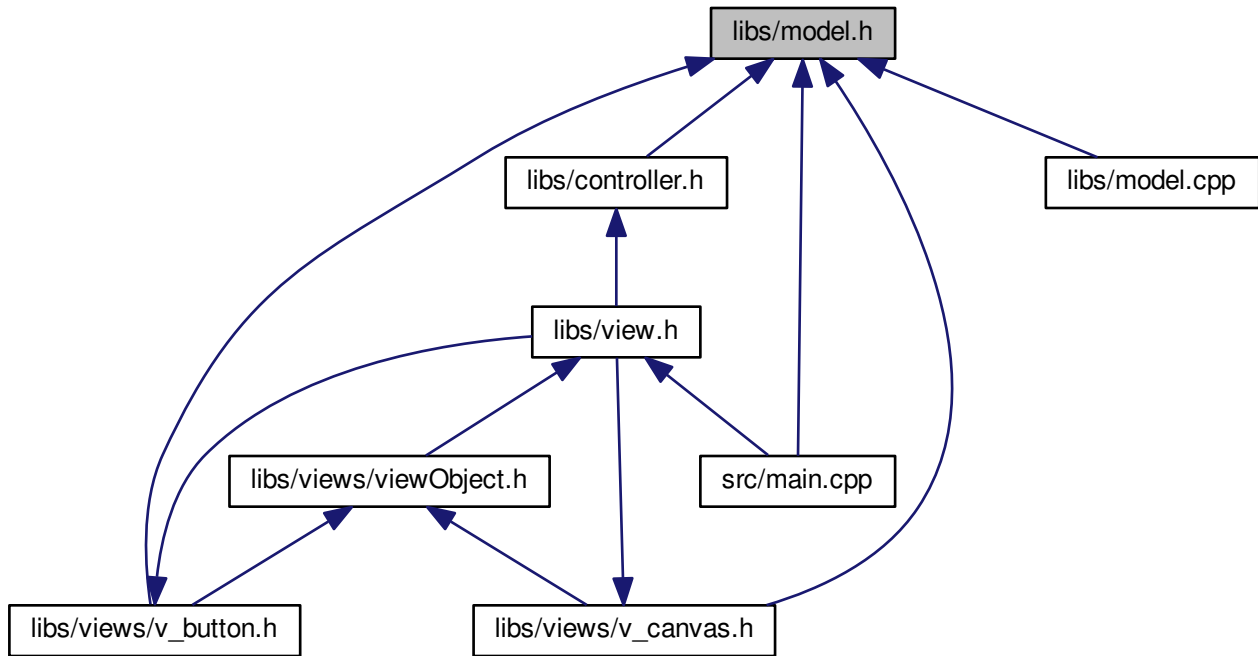 libs/model.h
libs/controller.h
libs/model.cpp
libs/view.h
libs/views/viewObject.h
src/main.cpp
libs/views/v_button.h
libs/views/v_canvas.h